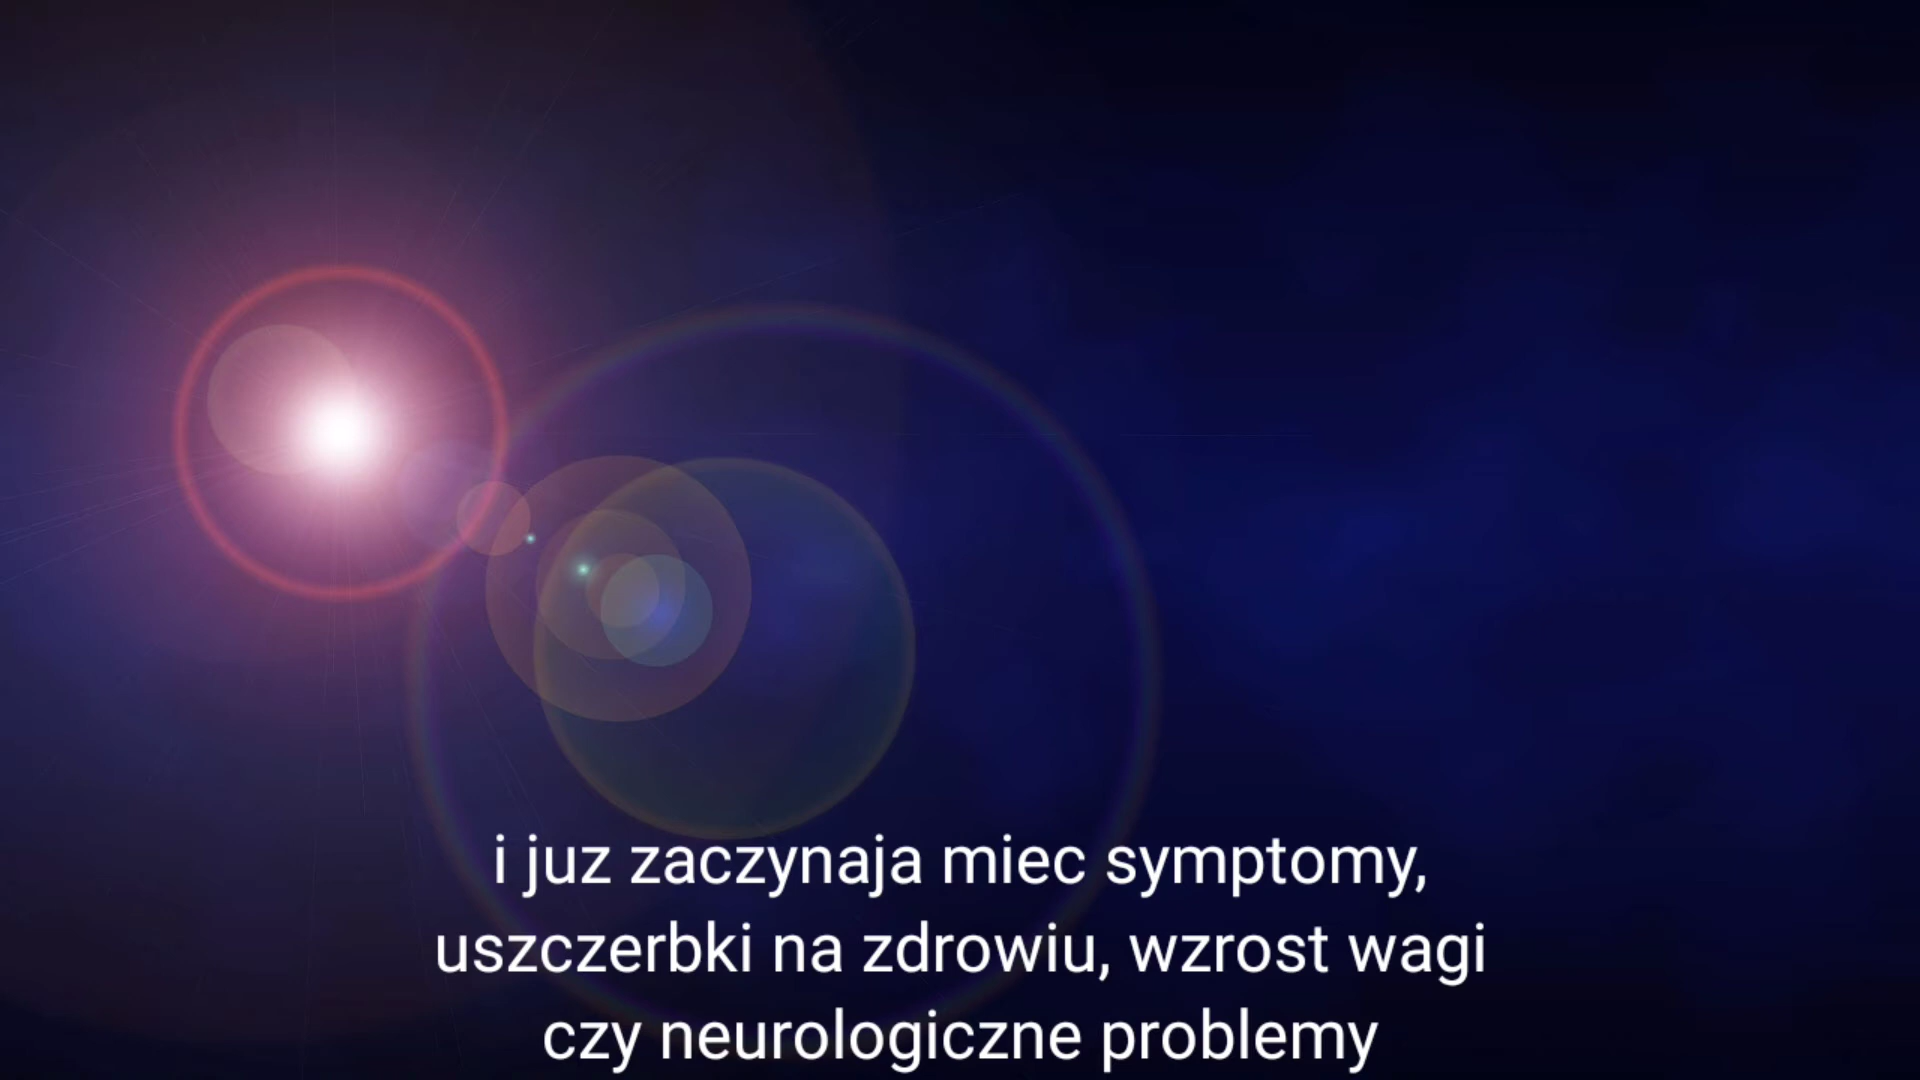 i juz zaczynaja miec symptomy,
uszczerbki na zdrowiu, wzrost wagi
czy neurologiczne problemy